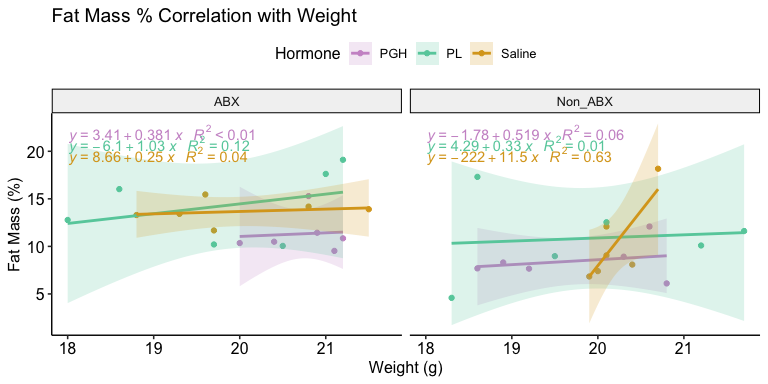 Fat Mass % Correlation with Weight
Hormone PGH PL Saline
ABX Non_ABX
y = 3.41 + 0.381 x R² < 0.01
y = − 6.1 + 1.03 x R² = 0.12
y = 8.66 + 0.25 x R² = 0.04
y = − 1.78 + 0.519 x R² = 0.06
y = 4.29 + 0.33 x R² = 0.01
y = − 222 + 11.5 x R² = 0.63
Fat Mass (%)
20
15
10
5
18 19 20 21 18 19 20 21
Weight (g)